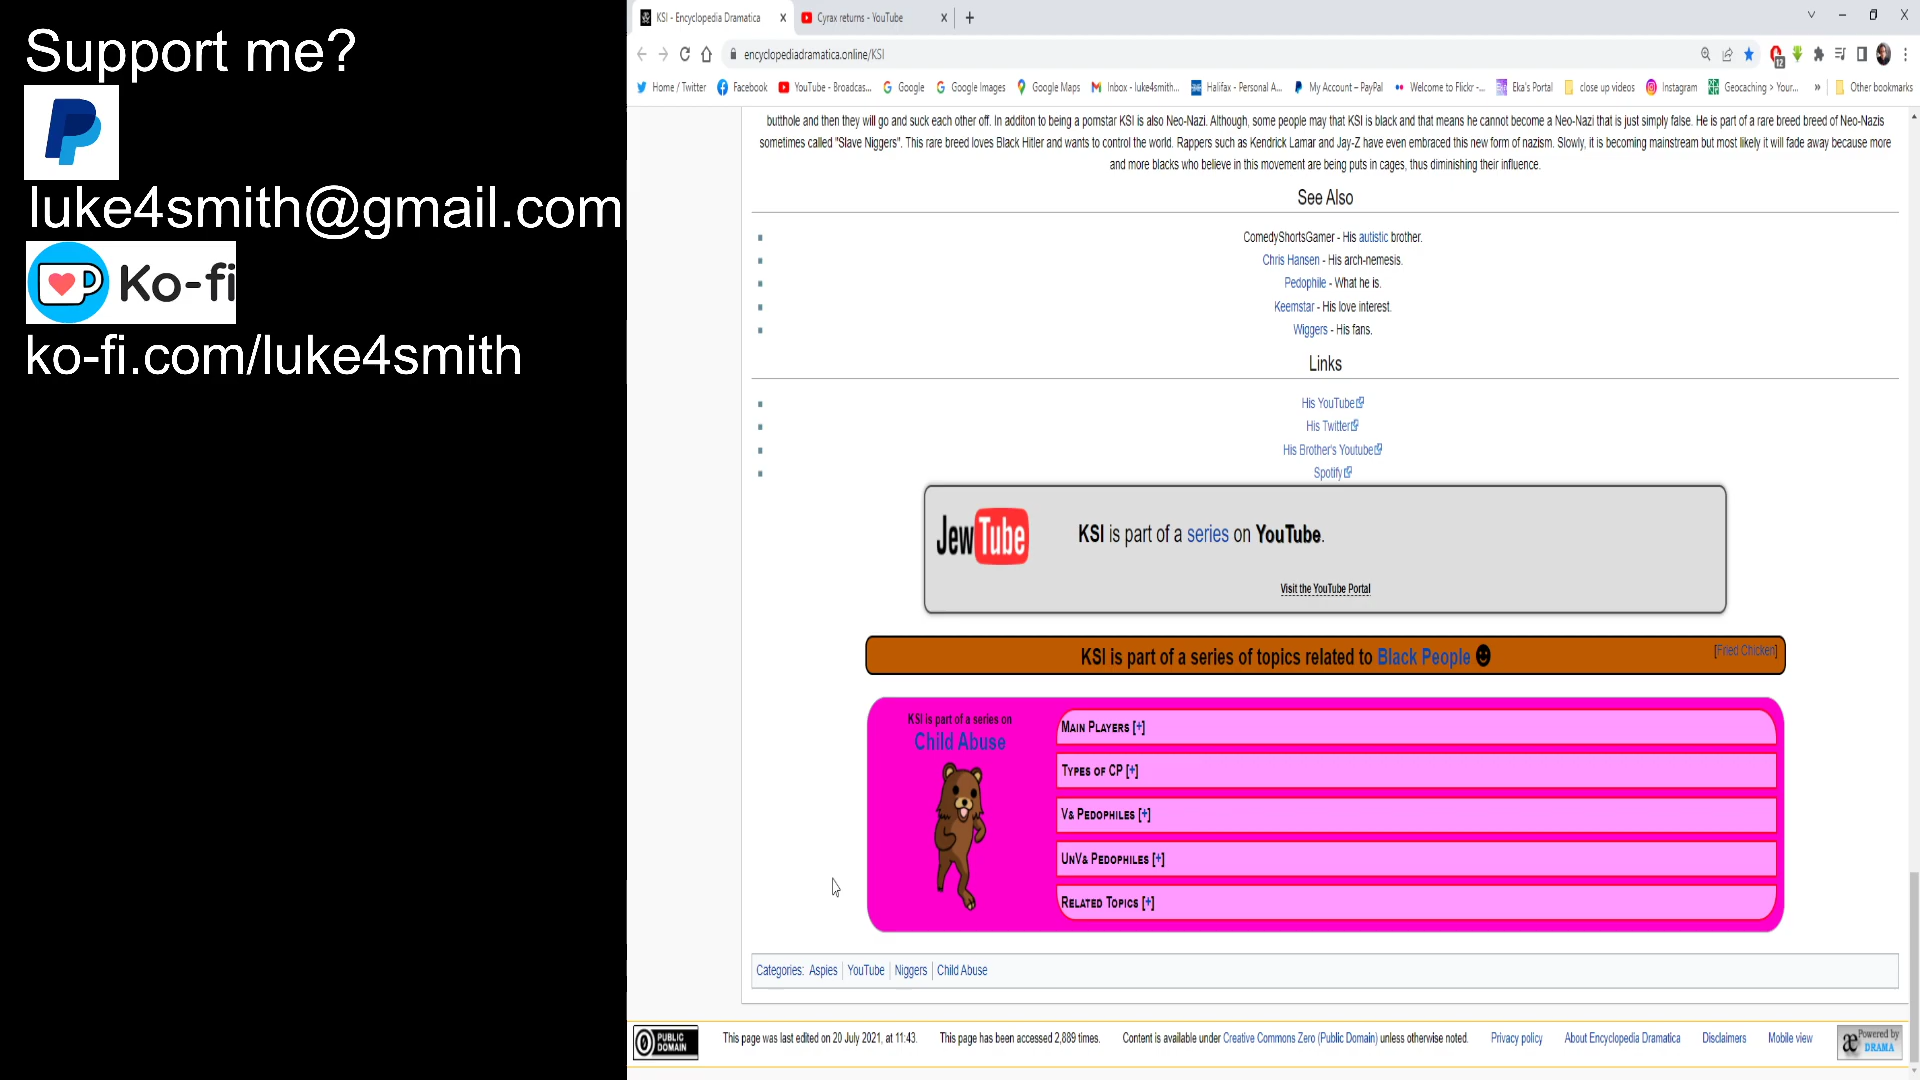 Support me?
luke4smith@gmail.com
Ko-fi
ko-fi.com/luke4smith
KSI - Encyclopedia Dramatica
Cyrax returns - YouTube
encyclopediadramatica.online/KSI
12
Home / Twitter Facebook YouTube - Broadcas... Google Google Images Google Maps Inbox - luke4smith... Halifax - Personal A... My Account – PayPal Welcome to Flickr -... Eka's Portal close up videos Instagram Geocaching > Your... » Other bookmarks
butthole and then they will go and suck each other off. In additon to being a pornstar KSI is also Neo-Nazi. Although, some people may that KSI is black and that means he cannot become a Neo-Nazi that is just simply false. He is part of a rare breed breed of Neo-Nazis
sometimes called "Slave Niggers". This rare breed loves Black Hitler and wants to control the world. Rappers such as Kendrick Lamar and Jay-Z have even embraced this new form of nazism. Slowly, it is becoming mainstream but most likely it will fade away because more
and more blacks who believe in this movement are being puts in cages, thus diminishing their influence.
See Also
ComedyShortsGamer - His autistic brother.
Chris Hansen - His arch-nemesis.
Pedophile - What he is.
Keemstar - His love interest.
Wiggers - His fans.
Links
His YouTube
His Twitter
His Brother's Youtube
Spotify
JewTube
KSI is part of a series on YouTube.
Visit the YouTube Portal
KSI is part of a series of topics related to Black People
[Fried Chicken]
KSI is part of a series on
Child Abuse
Main Players [+]
Types of CP [+]
V& Pedophiles [+]
UnV& Pedophiles [+]
Related Topics [+]
Categories: Aspies | YouTube | Niggers | Child Abuse
PUBLIC DOMAIN
This page was last edited on 20 July 2021, at 11:43. This page has been accessed 2,889 times. Content is available under Creative Commons Zero (Public Domain) unless otherwise noted. Privacy policy About Encyclopedia Dramatica Disclaimers Mobile view
æ Powered by DRAMA